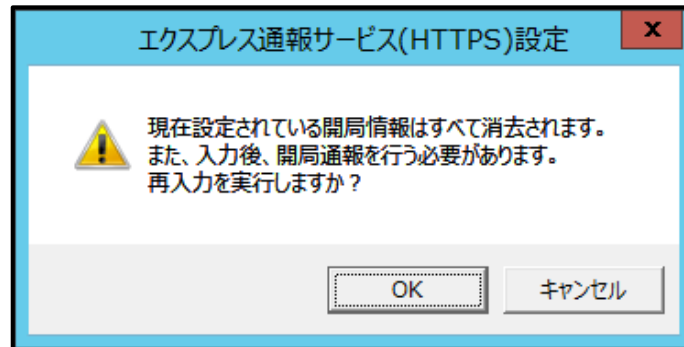 エクスプレス通報サービス(HTTPS)設定
現在設定されている開局情報はすべて消去されます。
また、入力後、開局通報を行う必要があります。
再入力を実行しますか？
OK
キャンセル